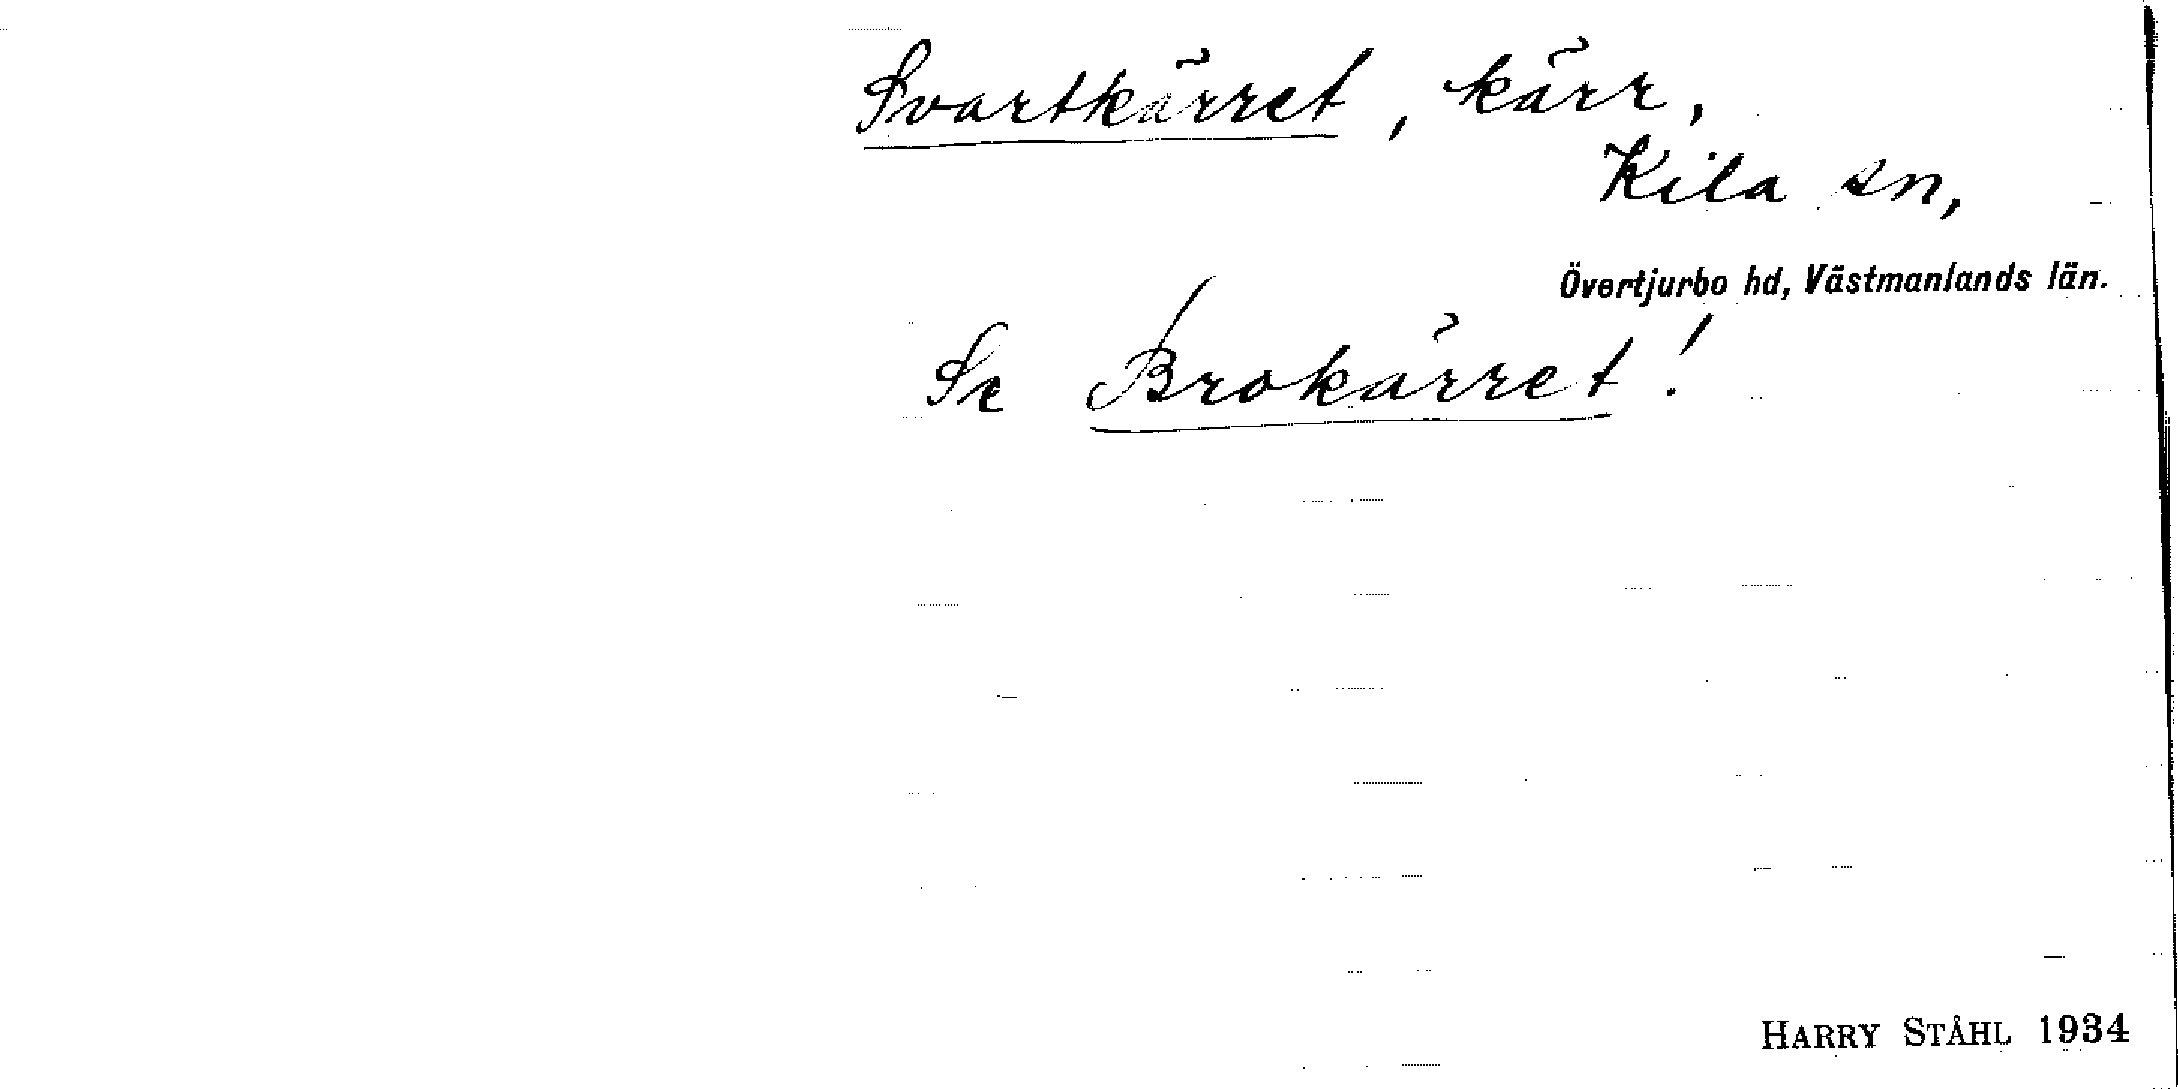 Svartkärret, kärr,
Kila sn,
Övertjurbo hd, Västmanlands län.
Se Brokärret!
HARRY STÅHL 1934